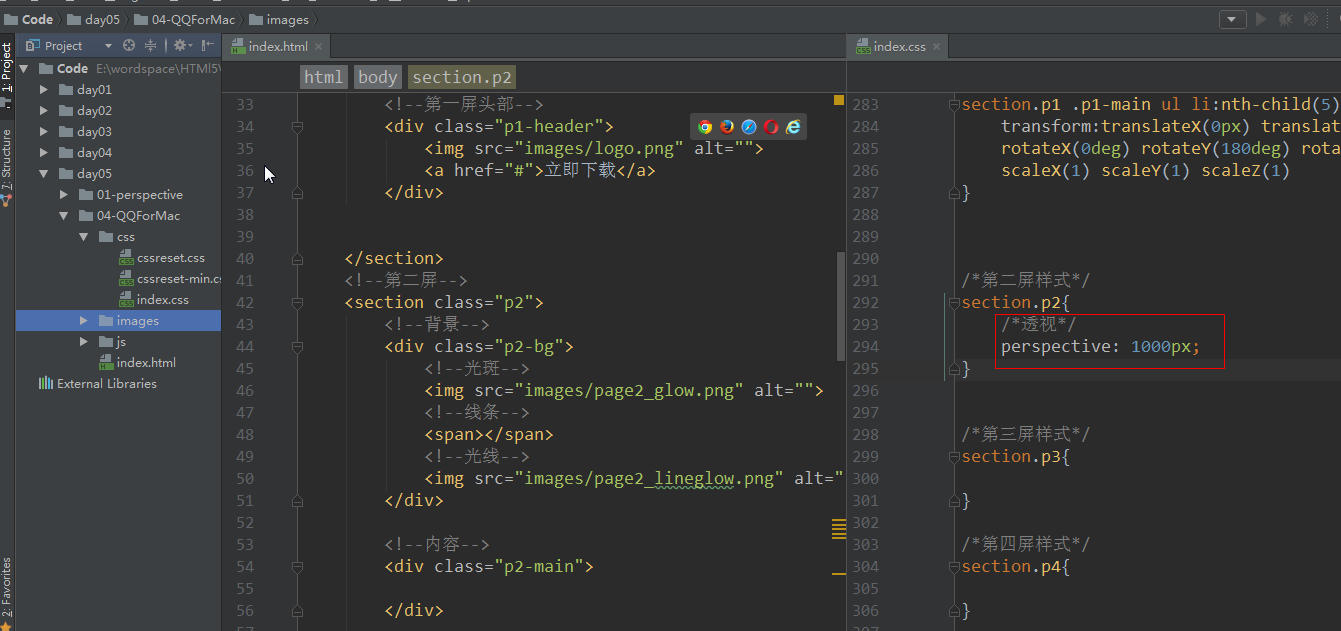 Code day05 04-QQForMac images
1: Project
7: Structure
2: Favorites
Project
Code E:\wordspace\HTMl5\
day01
day02
day03
day04
day05
01-perspective
04-QQForMac
css
cssreset.css
cssreset-min.cs
index.css
images
js
index.html
External Libraries
index.html
html body section.p2
33 <!--第一屏头部-->
34 <div class="p1-header">
35 <img src="images/logo.png" alt="">
36 <a href="#">立即下载</a>
37 </div>
38
39
40 </section>
41 <!--第二屏-->
42 <section class="p2">
43 <!--背景-->
44 <div class="p2-bg">
45 <!--光斑-->
46 <img src="images/page2_glow.png" alt="">
47 <!--线条-->
48 <span></span>
49 <!--光线-->
50 <img src="images/page2_lineglow.png" alt="
51 </div>
52
53 <!--内容-->
54 <div class="p2-main">
55
56 </div>
index.css
283 section.p1 .p1-main ul li:nth-child(5)
284 transform:translateX(0px) translat
285 rotateX(0deg) rotateY(180deg) rota
286 scaleX(1) scaleY(1) scaleZ(1)
287 }
288
289
290
291 /*第二屏样式*/
292 section.p2{
293 /*透视*/
294 perspective: 1000px;
295 }
296
297
298 /*第三屏样式*/
299 section.p3{
300
301 }
302
303 /*第四屏样式*/
304 section.p4{
305
306 }